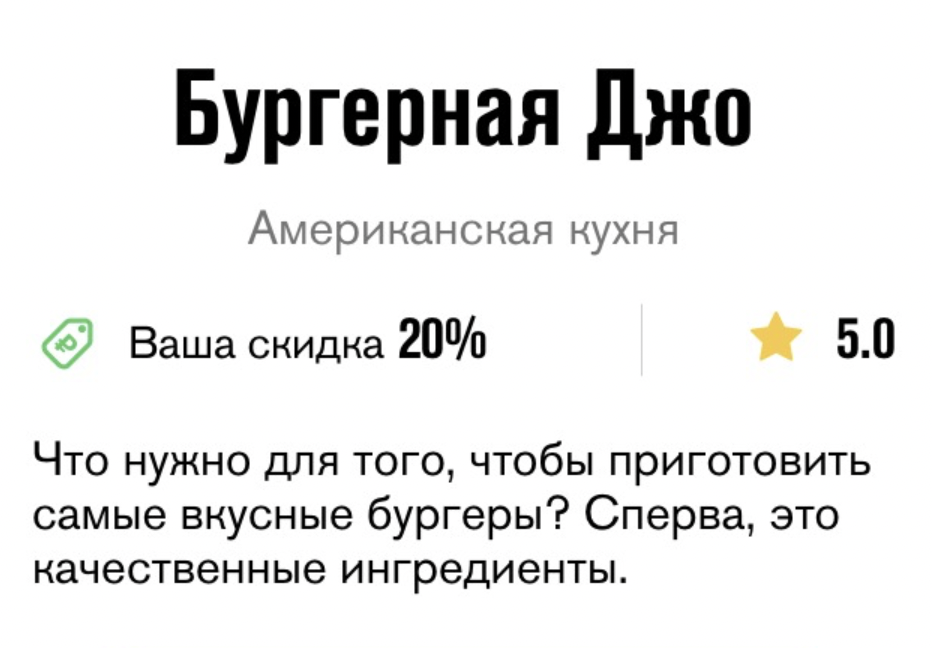 Бургерная Джо
Американская кухня
Ваша скидка 20%
5.0
Что нужно для того, чтобы приготовить
самые вкусные бургеры? Сперва, это
качественные ингредиенты.